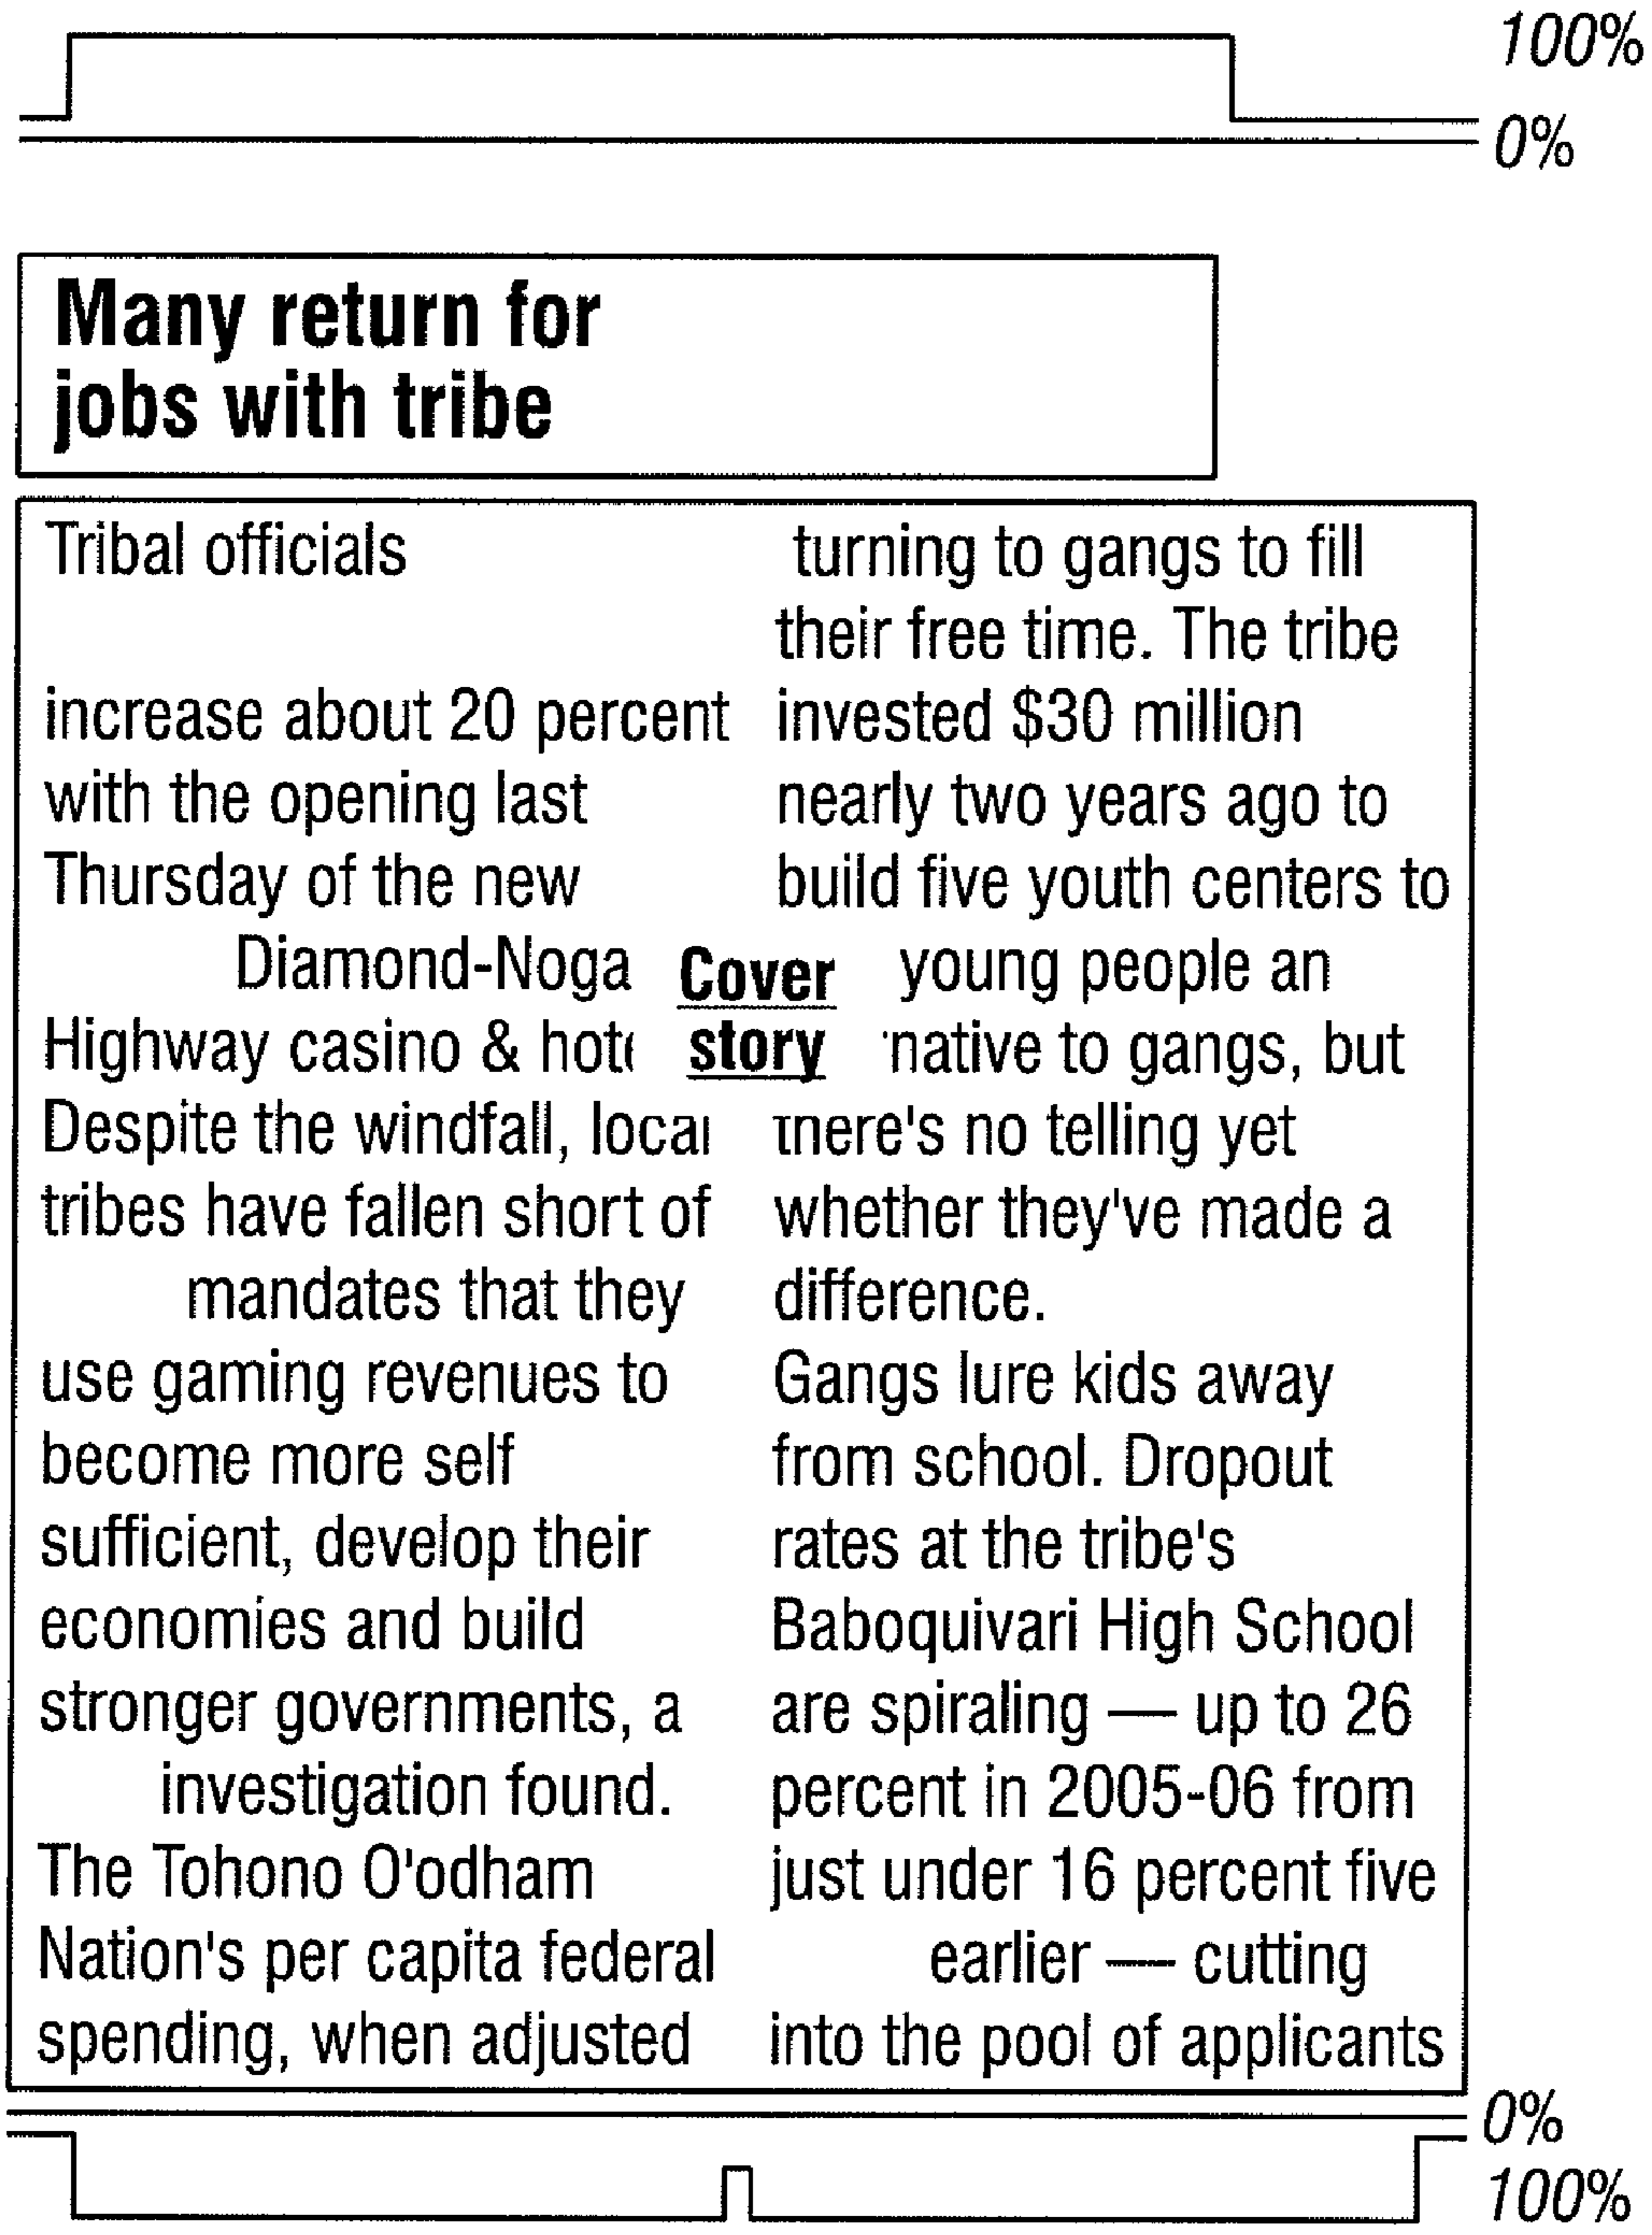 100%
0%
Many return for
jobs with tribe
Tribal officials
increase about 20 percent
with the opening last
Thursday of the new
Diamond-Noga
Highway casino &
Despite the windfall, local
tribes have fallen short of
mandates that they
use gaming revenues to
become more self
sufficient, develop their
economies and build
stronger governments, a
investigation found.
The Tohono O'odham
Nation's per capita federal
spending, when adjusted
Cover
story
turning to gangs to fill
their free time. The tribe
invested $30 million
nearly two years ago to
build five youth centers to
young people an
native to gangs, but
there's no telling yet
whether they've made a
difference.
Gangs lure kids away
from school. Dropout
rates at the tribe's
Baboquivari High School
are spiraling — up to 26
percent in 2005-06 from
just under 16 percent five
earlier — cutting
into the pool of applicants
0%
100%